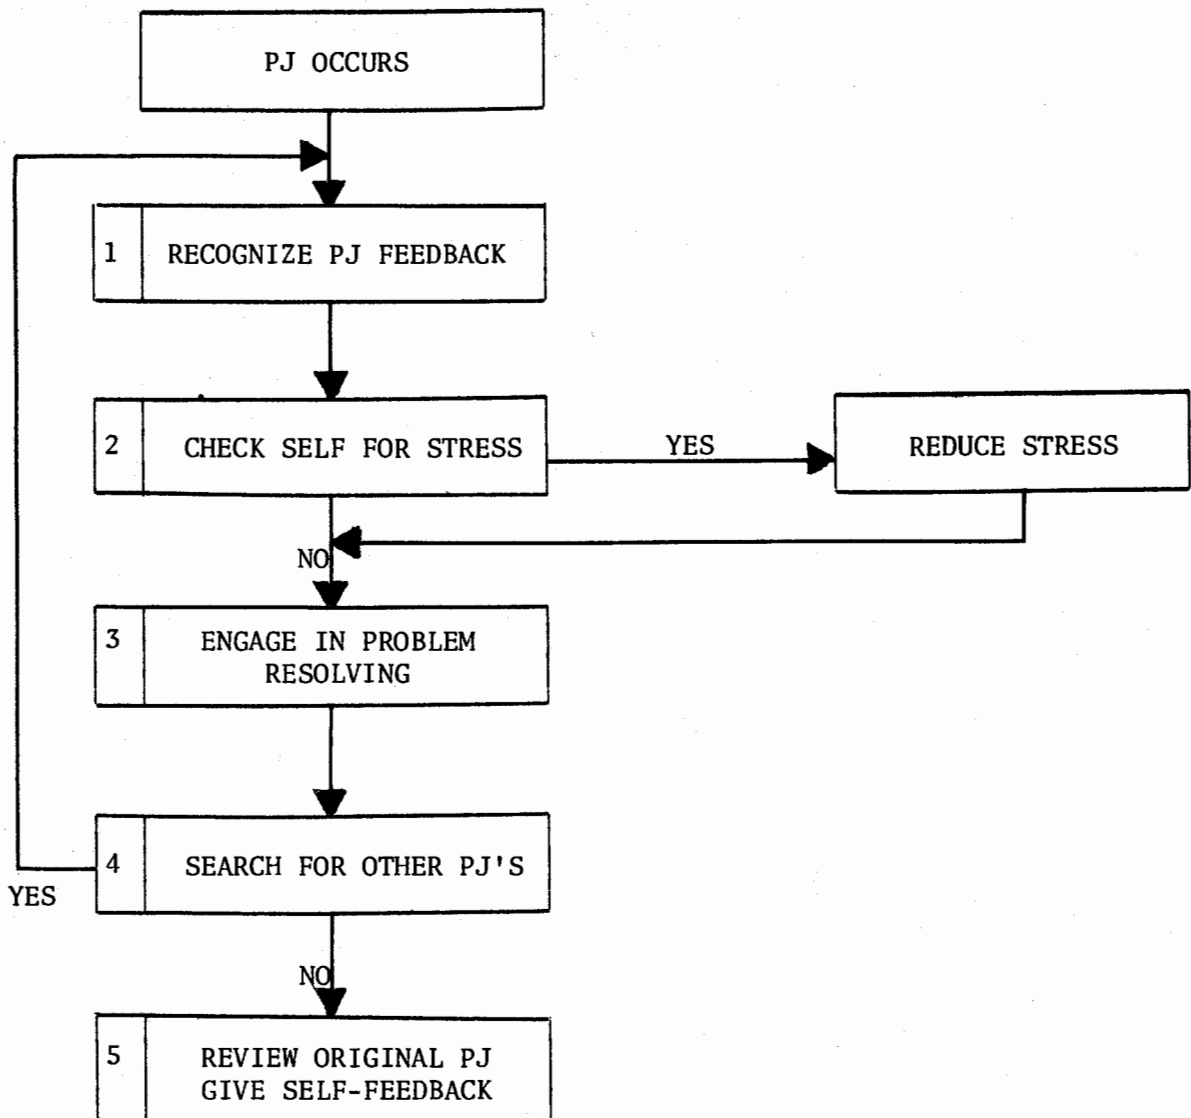 PJ OCCURS
1 RECOGNIZE PJ FEEDBACK
2 CHECK SELF FOR STRESS
YES
REDUCE STRESS
NO
3 ENGAGE IN PROBLEM
RESOLVING
4 SEARCH FOR OTHER PJ'S
YES
NO
5 REVIEW ORIGINAL PJ
GIVE SELF-FEEDBACK